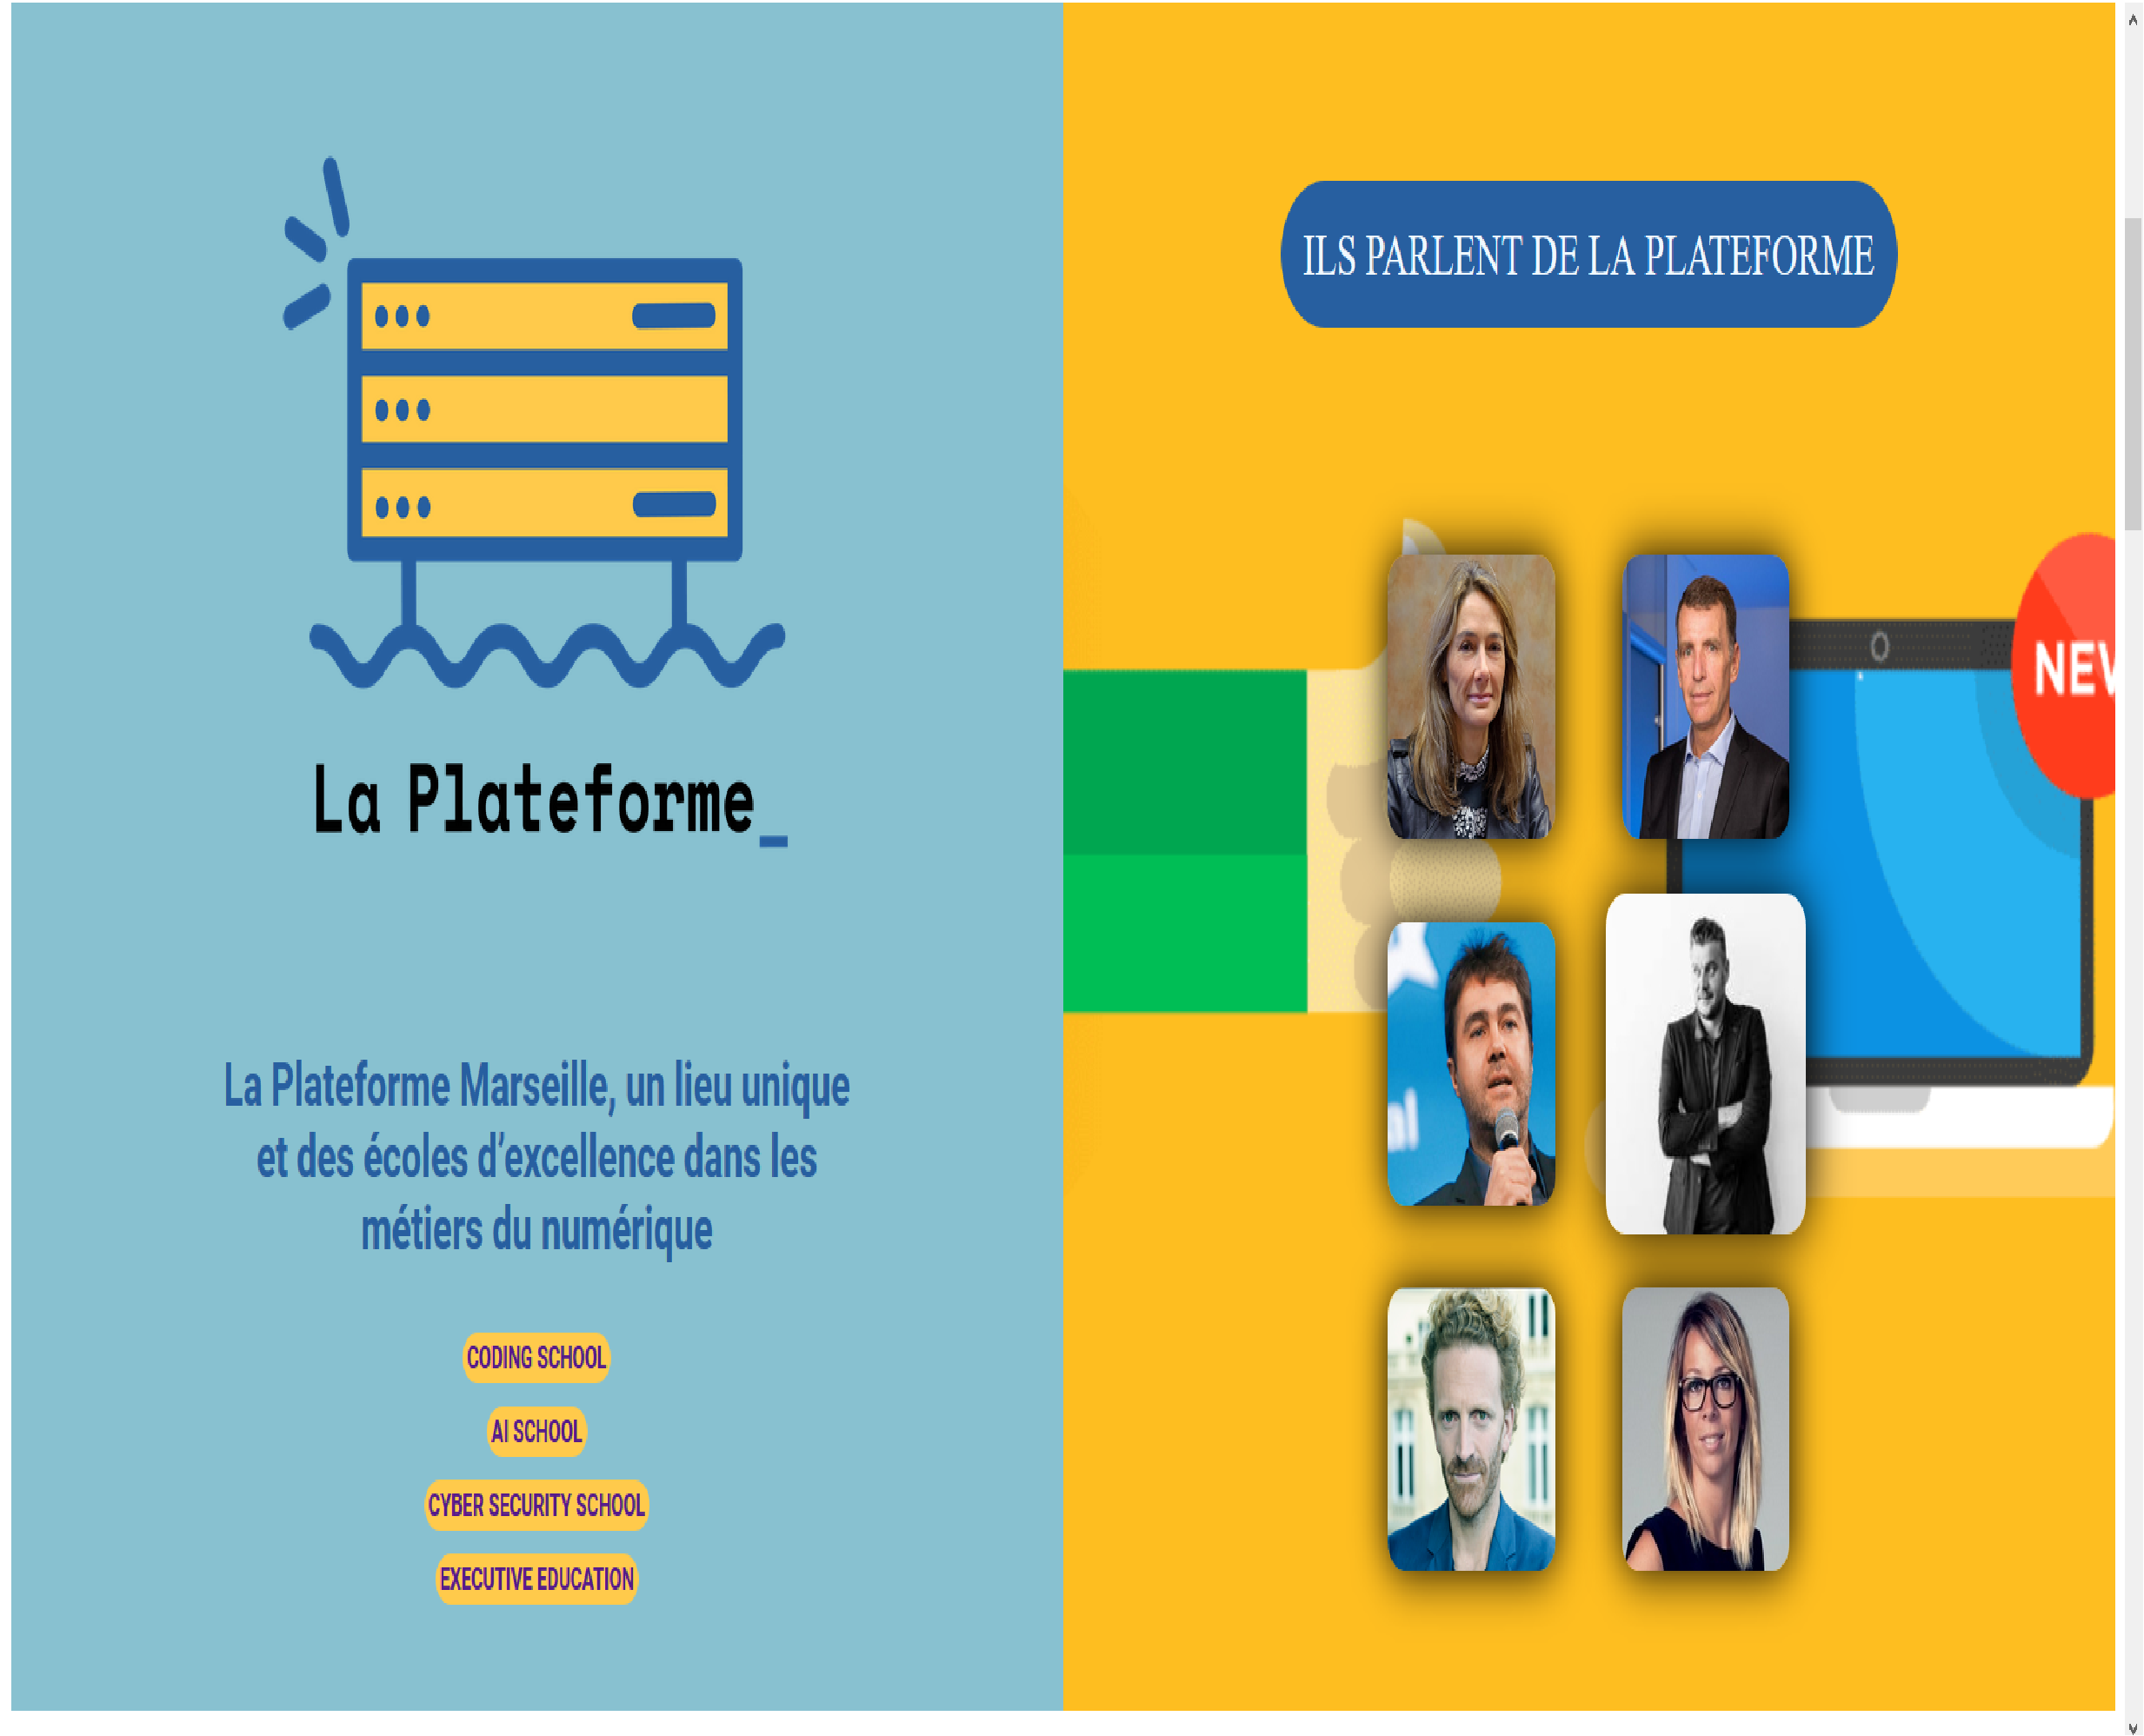 La Plateforme_
La Plateforme Marseille, un lieu unique
et des écoles d’excellence dans les
métiers du numérique
CODING SCHOOL
AI SCHOOL
CYBER SECURITY SCHOOL
EXECUTIVE EDUCATION
ILS PARLENT DE LA PLATEFORME